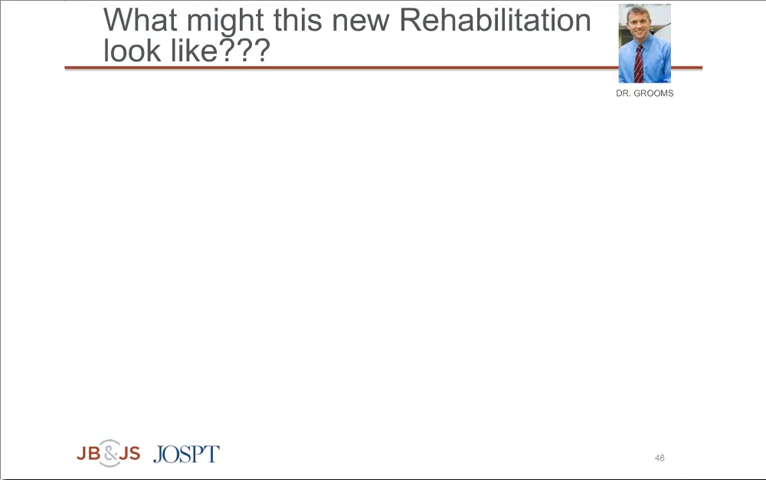 What might this new Rehabilitation
look like???
DR. GROOMS
JB&JS JOSPT
48